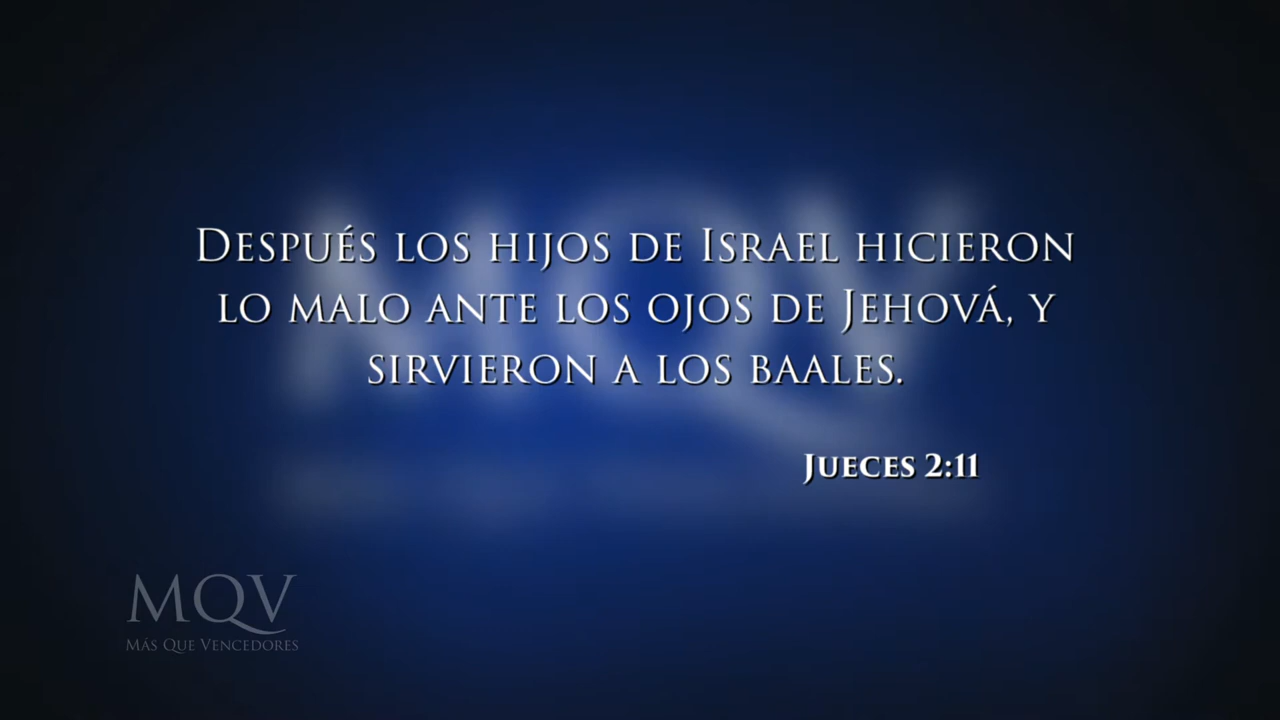 Después los hijos de Israel hicieron
lo malo ante los ojos de Jehová, y
sirvieron a los baales.
Jueces 2:11
MQV
Más Que Vencedores